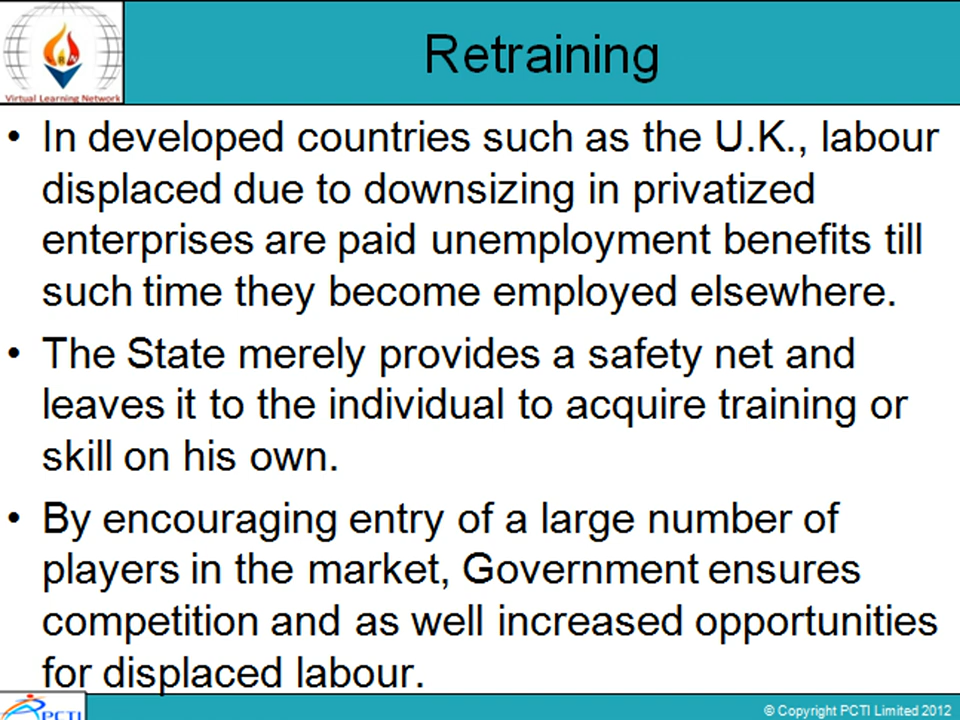 Retraining
RN
Virtual Learning Network
• In developed countries such as the U.K., labour
displaced due to downsizing in privatized
enterprises are paid unemployment benefits till
such time they become employed elsewhere.
• The State merely provides a safety net and
leaves it to the individual to acquire training or
skill on his own.
• By encouraging entry of a large number of
players in the market, Government ensures
competition and as well increased opportunities
for displaced labour.
PCTI
© Copyright PCTI Limited 2012